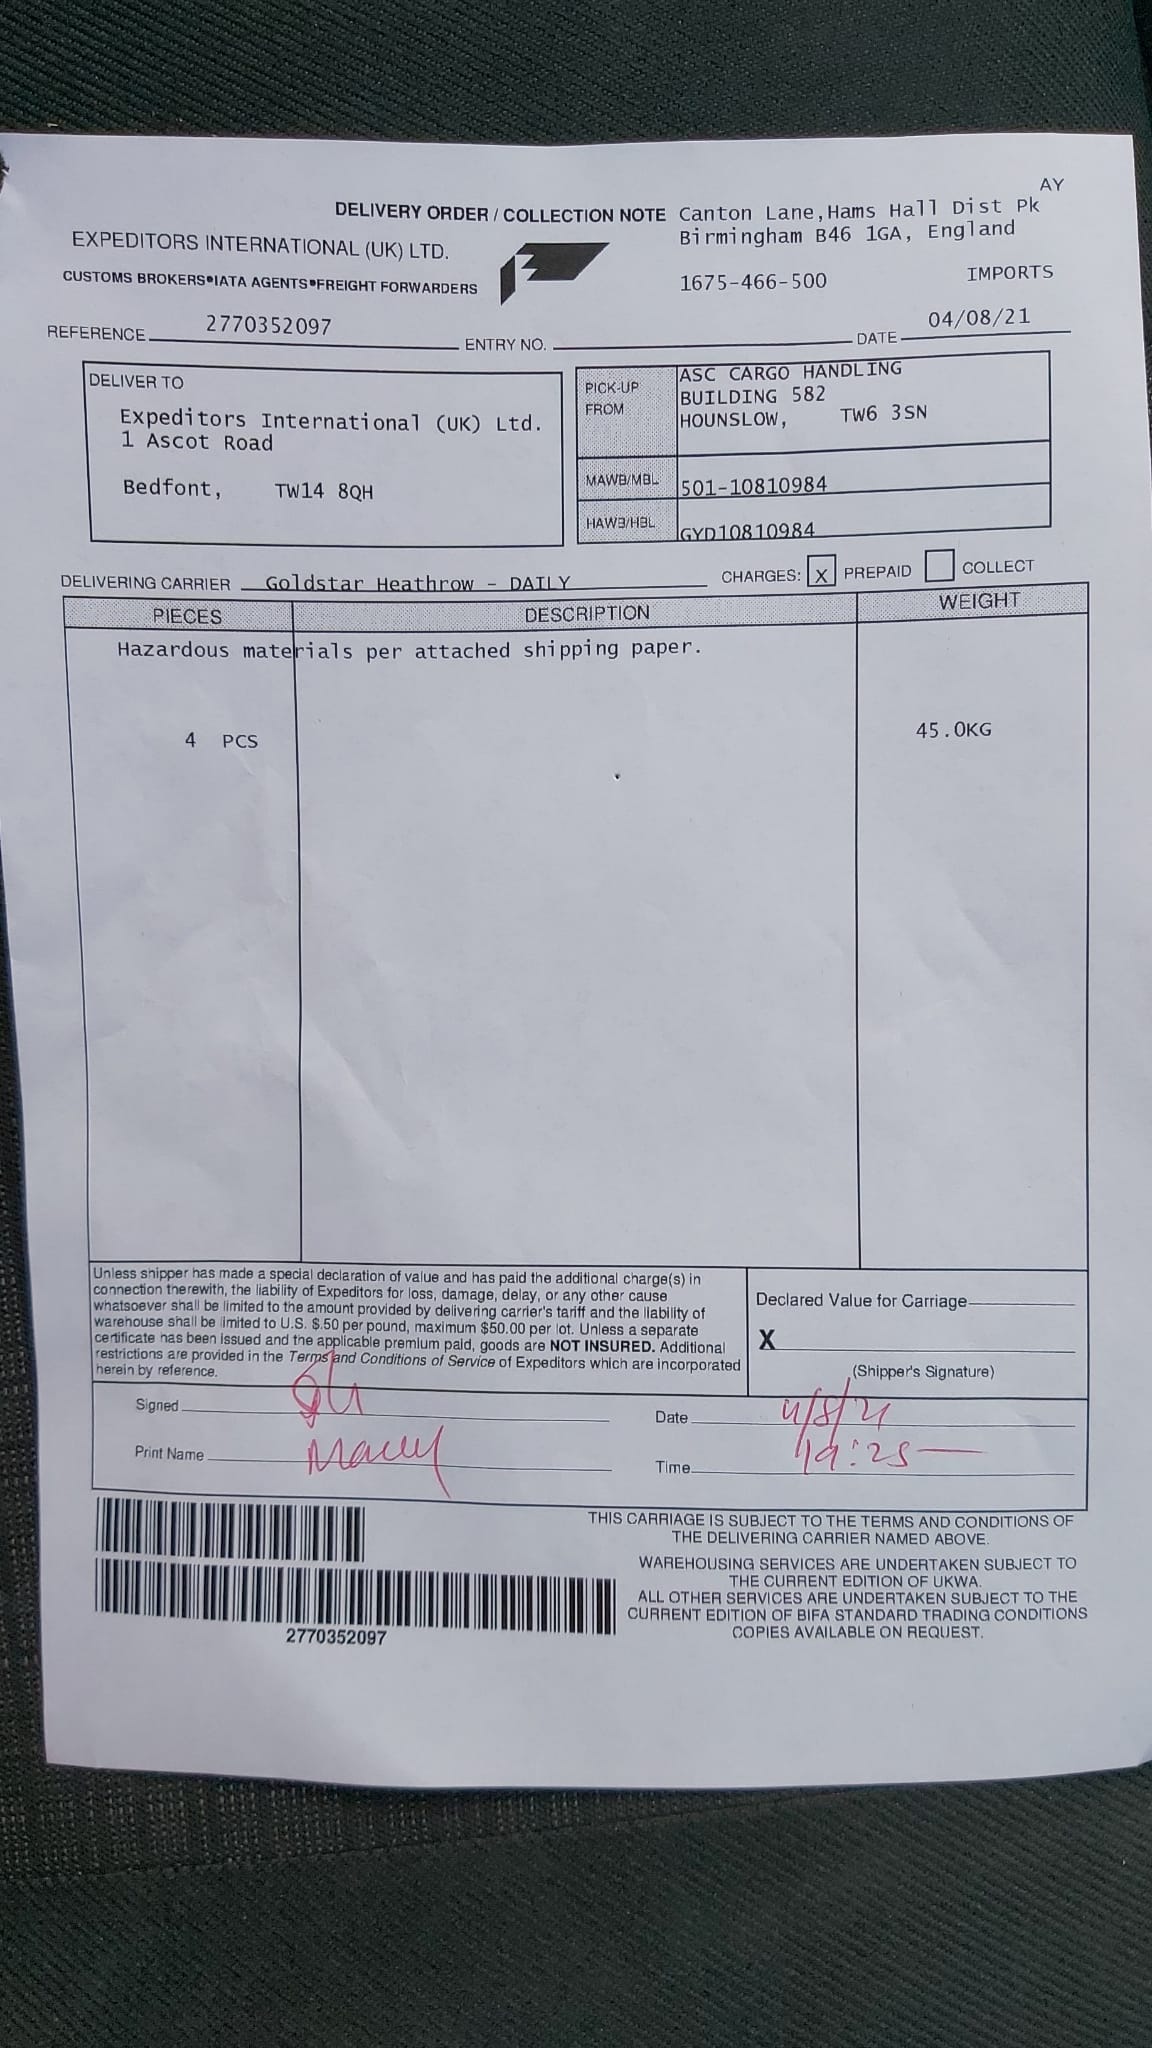 AY
DELIVERY ORDER / COLLECTION NOTE Canton Lane,Hams Hall Dist Pk
Birmingham B46 1GA, England
EXPEDITORS INTERNATIONAL (UK) LTD.
CUSTOMS BROKERS•IATA AGENTS•FREIGHT FORWARDERS
1675-466-500 IMPORTS
REFERENCE 2770352097 ENTRY NO. DATE 04/08/21
DELIVER TO
Expeditors International (UK) Ltd.
1 Ascot Road
Bedfont, TW14 8QH
PICK-UP FROM
ASC CARGO HANDLING
BUILDING 582
HOUNSLOW, TW6 3SN
MAWB/MBL 501-10810984
HAWB/HBL GYD10810984
DELIVERING CARRIER Goldstar Heathrow - DAILY CHARGES: X PREPAID COLLECT
PIECES DESCRIPTION WEIGHT
Hazardous materials per attached shipping paper.
4 PCS 45.0KG
Unless shipper has made a special declaration of value and has paid the additional charge(s) in
connection therewith, the liability of Expeditors for loss, damage, delay, or any other cause
whatsoever shall be limited to the amount provided by delivering carrier's tariff and the liability of
warehouse shall be limited to U.S. $.50 per pound, maximum $50.00 per lot. Unless a separate
certificate has been issued and the applicable premium paid, goods are NOT INSURED. Additional
restrictions are provided in the Terms and Conditions of Service of Expeditors which are incorporated
herein by reference.
Declared Value for Carriage
X
(Shipper's Signature)
Signed
Date 4/8/21
Print Name
Time 19:25
2770352097
THIS CARRIAGE IS SUBJECT TO THE TERMS AND CONDITIONS OF
THE DELIVERING CARRIER NAMED ABOVE.
WAREHOUSING SERVICES ARE UNDERTAKEN SUBJECT TO
THE CURRENT EDITION OF UKWA.
ALL OTHER SERVICES ARE UNDERTAKEN SUBJECT TO THE
CURRENT EDITION OF BIFA STANDARD TRADING CONDITIONS
COPIES AVAILABLE ON REQUEST.